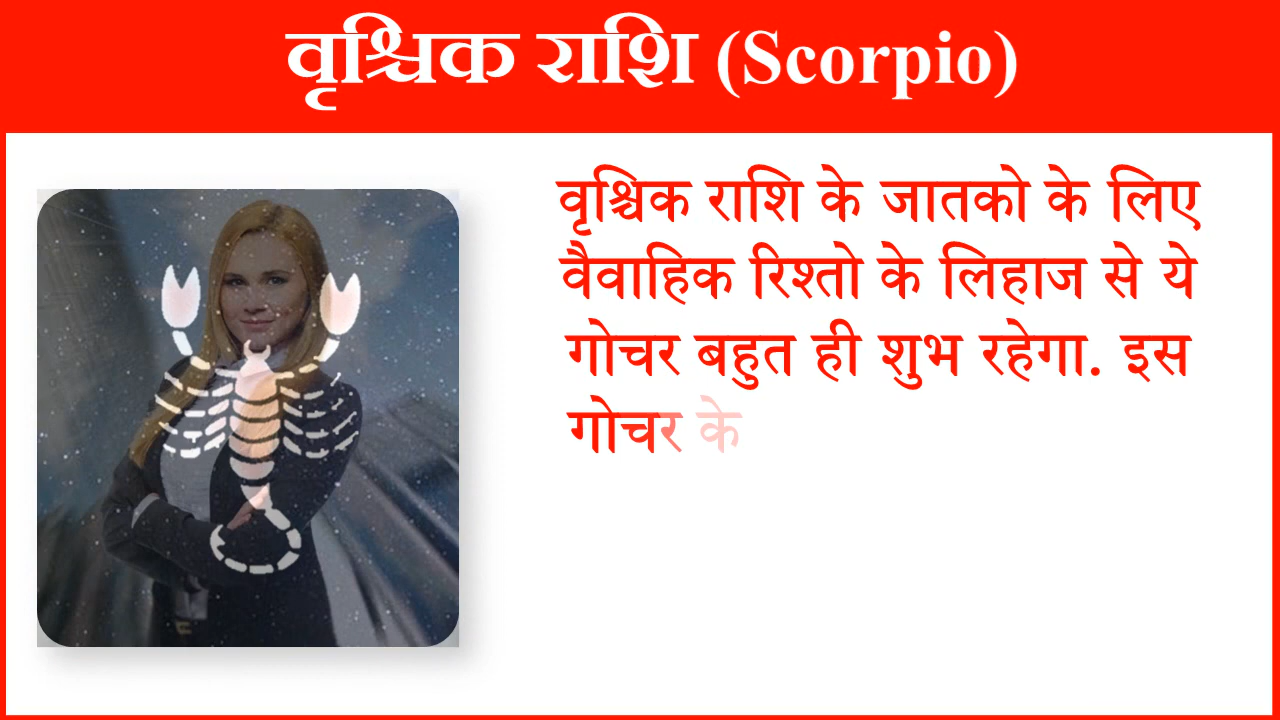 वृश्चिक राशि (Scorpio)
वृश्चिक राशि के जातको के लिए
वैवाहिक रिश्तो के लिहाज से ये
गोचर बहुत ही शुभ रहेगा. इस
गोचर के